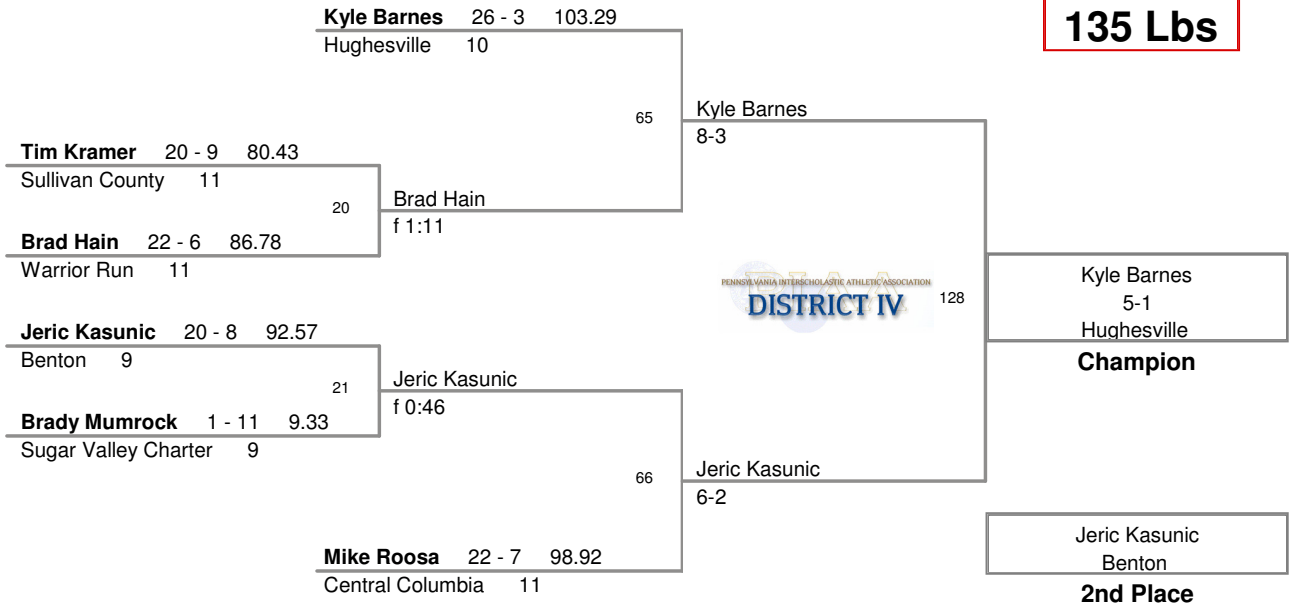 Kyle Barnes 26 - 3 103.29
135 Lbs
Hughesville 10
65
Kyle Barnes
8-3
Tim Kramer 20 - 9 80.43
Sullivan County 11
20
Brad Hain
f 1:11
Brad Hain 22 - 6 86.78
Warrior Run 11
PENNSYLVANIA INTERSCHOLASTIC ATHLETIC ASSOCIATION
DISTRICT IV
128
Kyle Barnes
5-1
Hughesville
Champion
Jeric Kasunic 20 - 8 92.57
Benton 9
21
Jeric Kasunic
f 0:46
Brady Mumrock 1 - 11 9.33
Sugar Valley Charter 9
66
Jeric Kasunic
6-2
Mike Roosa 22 - 7 98.92
Central Columbia 11
Jeric Kasunic
Benton
2nd Place